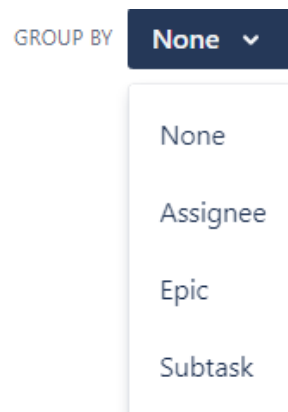 GROUP BY None
None
Assignee
Epic
Subtask